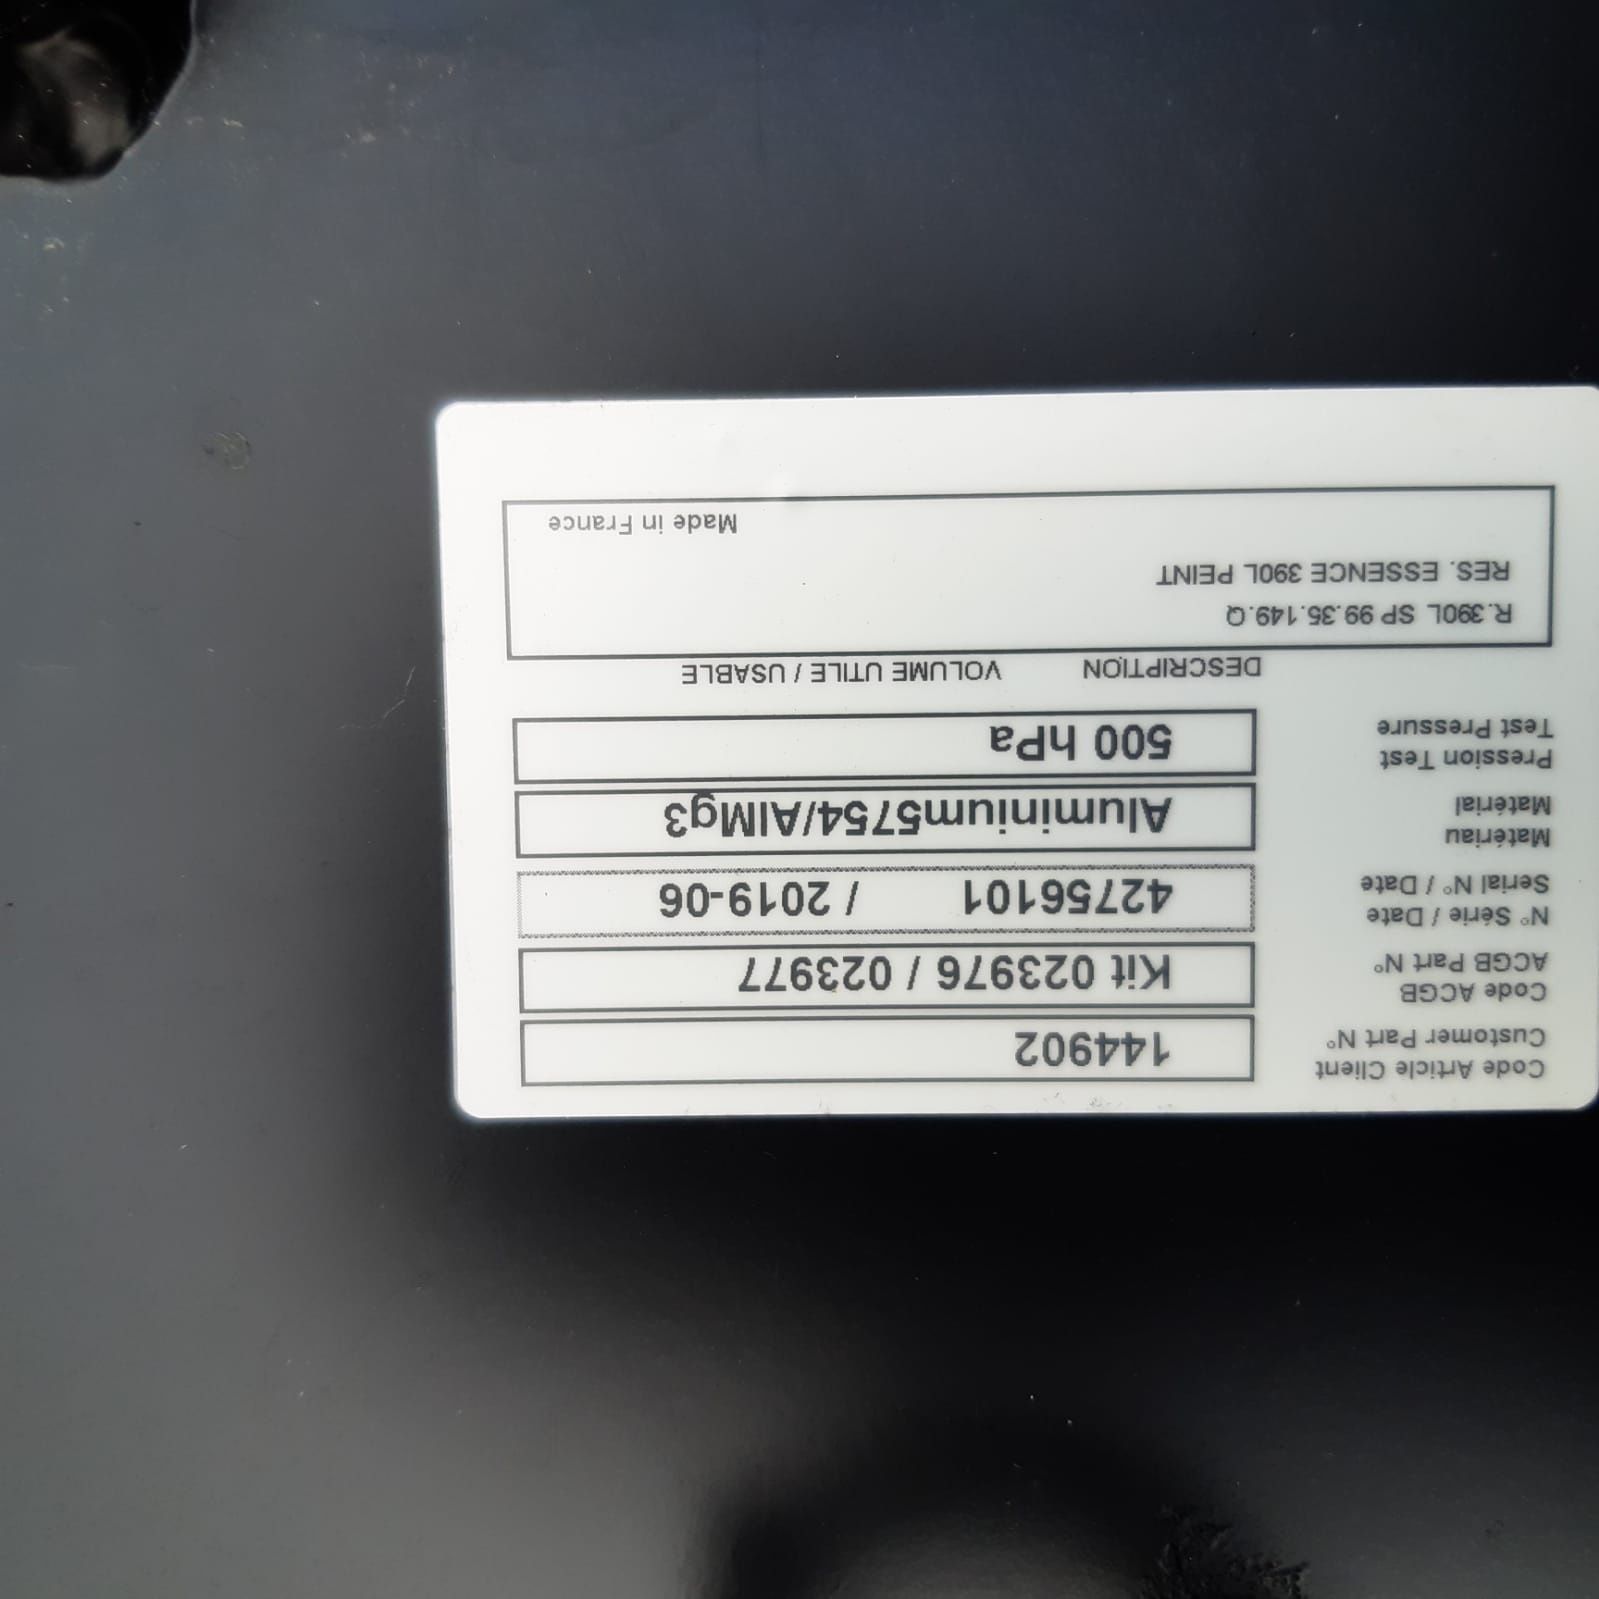 Code Article Client
Customer Part N°
144902
Code ACGB
ACGB Part N°
Kit 023976 / 023977
N° Série / Date
Serial N° / Date
42756101 / 2019-06
Matériau
Matérial
Aluminium5754/AlMg3
Pression Test
Test Pressure
500 hPa
DESCRIPTION VOLUME UTILE / USABLE
R.390L SP 99.35.149.Q
RES. ESSENCE 390L PEINT
Made in France